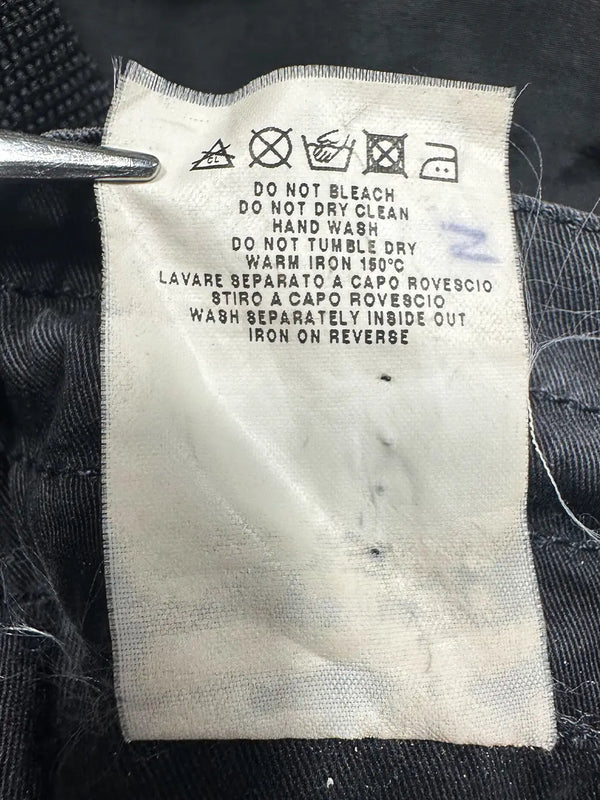 CL
DO NOT BLEACH
DO NOT DRY CLEAN
HAND WASH
DO NOT TUMBLE DRY
WARM IRON 150°C
LAVARE SEPARATO A CAPO ROVESCIO
STIRO A CAPO ROVESCIO
WASH SEPARATELY INSIDE OUT
IRON ON REVERSE